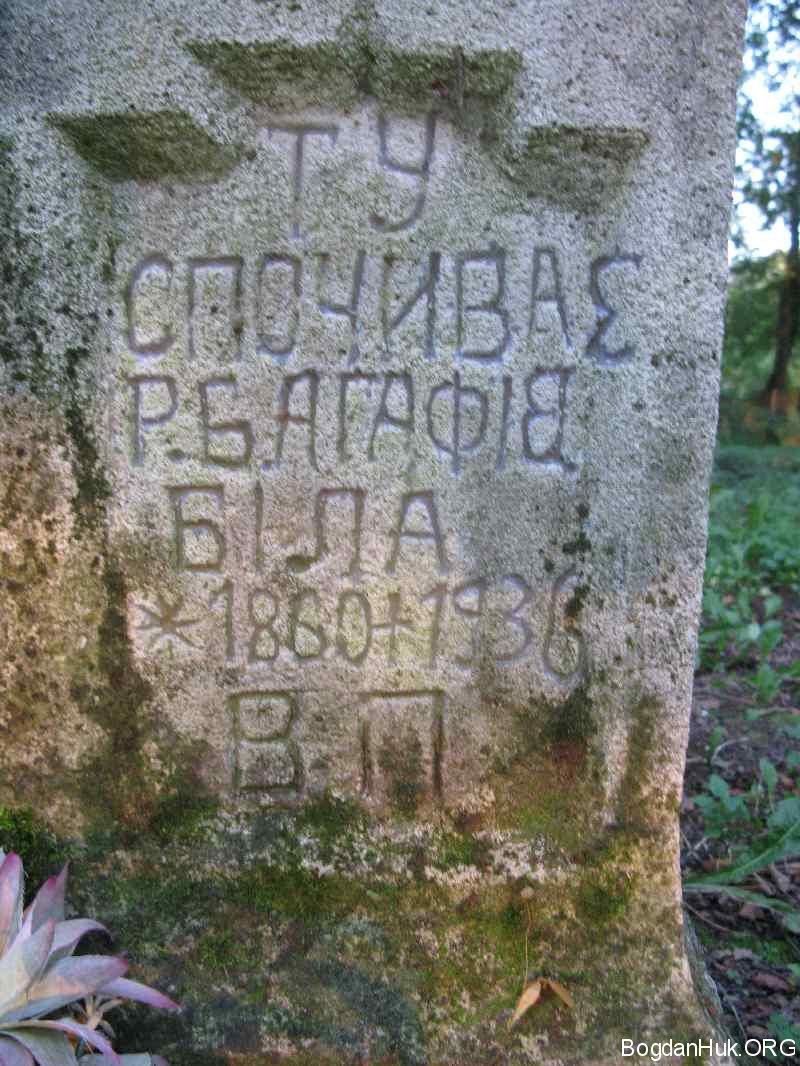 ТУ
СПОЧИВАЄ
Р.Б.АГАФІЯ
БІЛА
*1860+1936
В.П
BogdanHuk.ORG